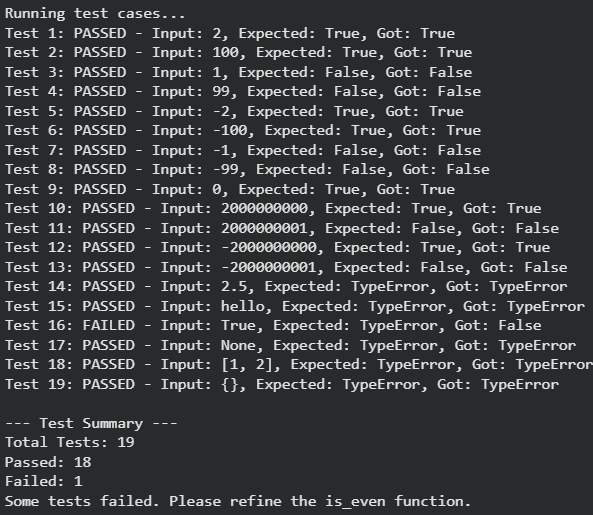 Running test cases...
Test 1: PASSED - Input: 2, Expected: True, Got: True
Test 2: PASSED - Input: 100, Expected: True, Got: True
Test 3: PASSED - Input: 1, Expected: False, Got: False
Test 4: PASSED - Input: 99, Expected: False, Got: False
Test 5: PASSED - Input: -2, Expected: True, Got: True
Test 6: PASSED - Input: -100, Expected: True, Got: True
Test 7: PASSED - Input: -1, Expected: False, Got: False
Test 8: PASSED - Input: -99, Expected: False, Got: False
Test 9: PASSED - Input: 0, Expected: True, Got: True
Test 10: PASSED - Input: 2000000000, Expected: True, Got: True
Test 11: PASSED - Input: 2000000001, Expected: False, Got: False
Test 12: PASSED - Input: -2000000000, Expected: True, Got: True
Test 13: PASSED - Input: -2000000001, Expected: False, Got: False
Test 14: PASSED - Input: 2.5, Expected: TypeError, Got: TypeError
Test 15: PASSED - Input: hello, Expected: TypeError, Got: TypeError
Test 16: FAILED - Input: True, Expected: TypeError, Got: False
Test 17: PASSED - Input: None, Expected: TypeError, Got: TypeError
Test 18: PASSED - Input: [1, 2], Expected: TypeError, Got: TypeError
Test 19: PASSED - Input: {}, Expected: TypeError, Got: TypeError

--- Test Summary ---
Total Tests: 19
Passed: 18
Failed: 1
Some tests failed. Please refine the is_even function.